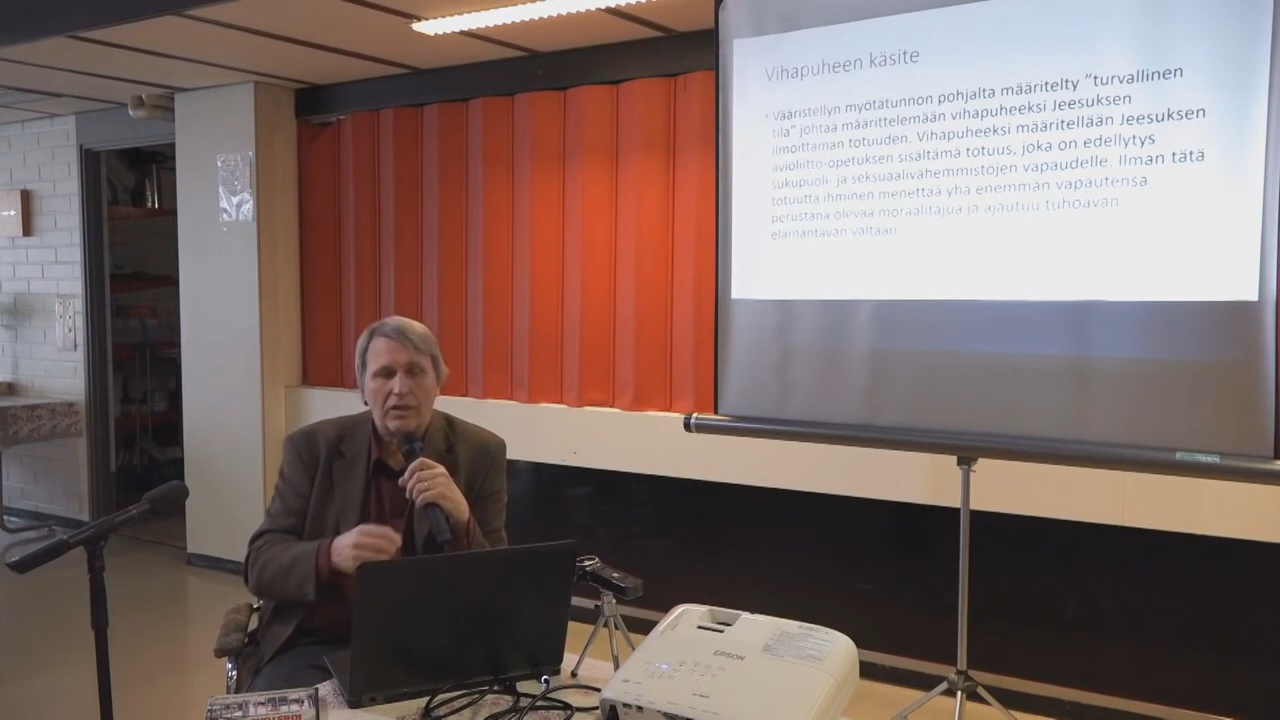 Vihapuheen käsite
• Vääristellyn myötätunnon pohjalta määritelty ”turvallinen
tila” johtaa määrittelemään vihapuheeksi Jeesuksen
ilmoittaman totuuden. Vihapuheeksi määritellään Jeesuksen
avioliitto-opetuksen sisältämä totuus, joka on edellytys
sukupuoli- ja seksuaalivähemmistöjen vapaudelle. Ilman tätä
totuutta ihminen menettää yhä enemmän vapautensa
perustana olevaa moraalitajua ja ajautuu tuhoavan
elämäntavan valtaan
EPSON